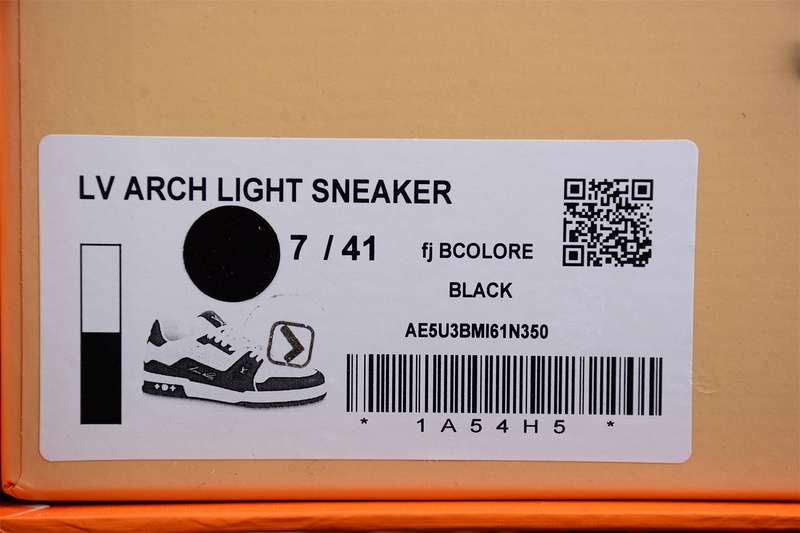 LV ARCH LIGHT SNEAKER
7 / 41
fj BCOLORE
BLACK
AE5U3BMI61N350
* 1A54H5 *